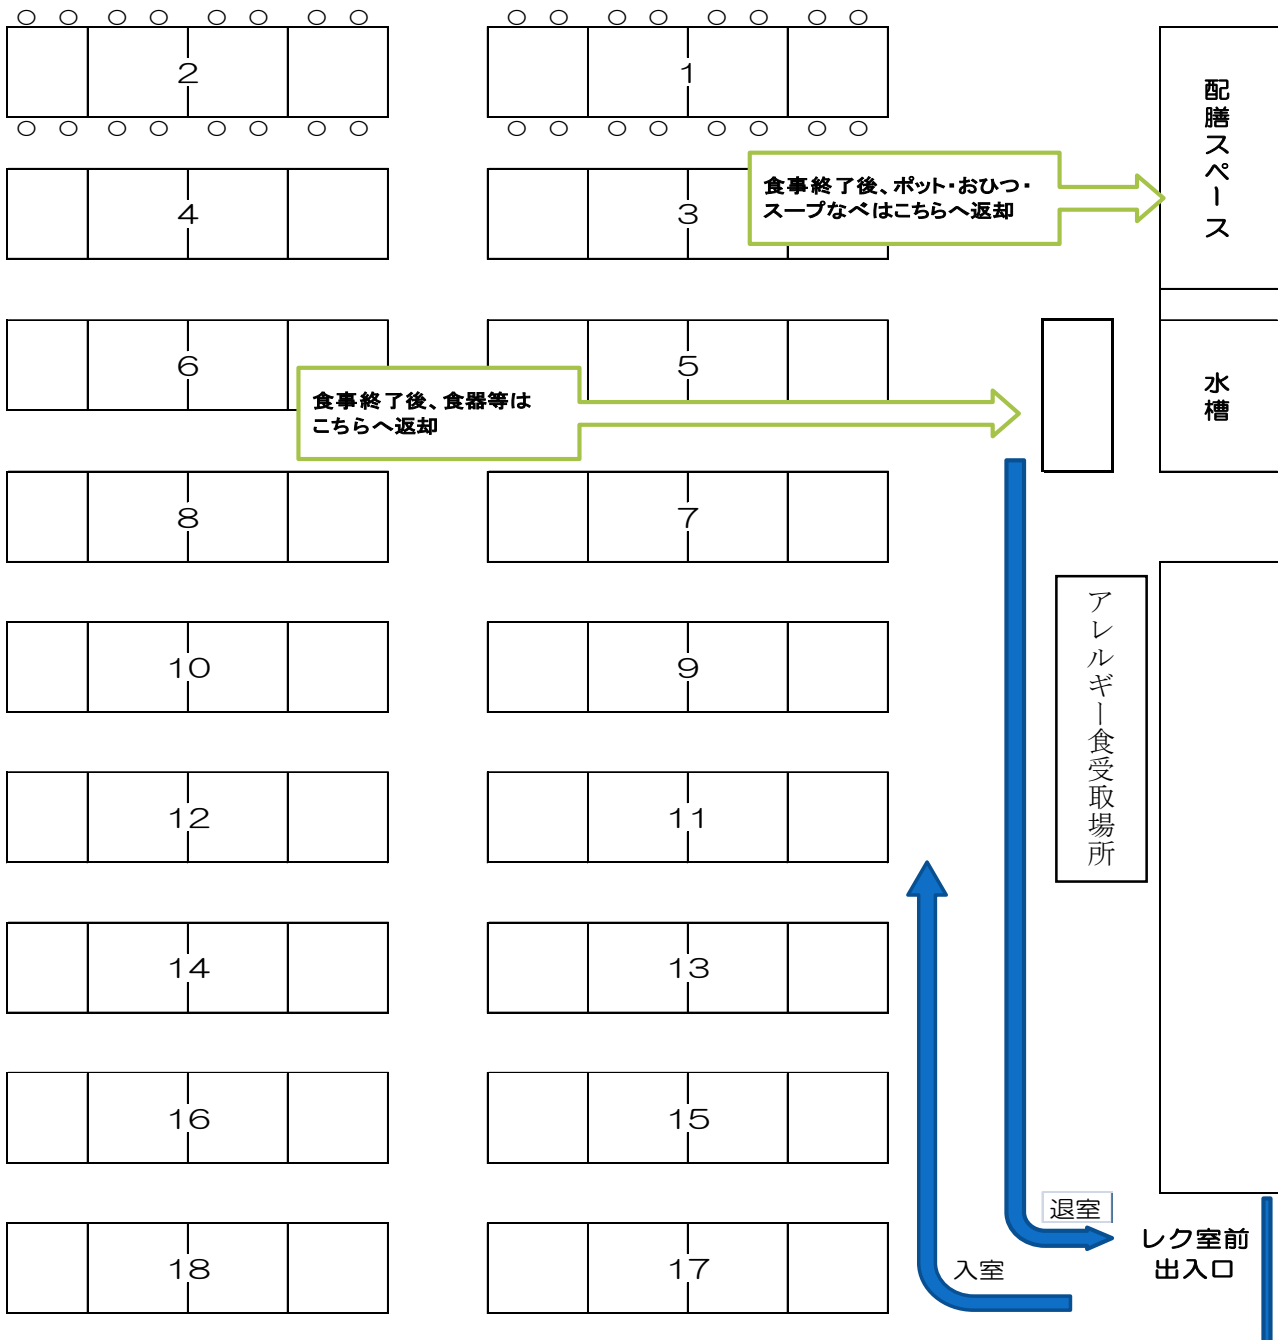 2
1
配膳スペース
4
3
食事終了後、ポット・おひつ・
スープなべはこちらへ返却
6
5
食事終了後、食器等は
こちらへ返却
水槽
8
7
アレルギー食受取場所
10
9
12
11
14
13
16
15
退室
レク室前
出入口
入室
18
17